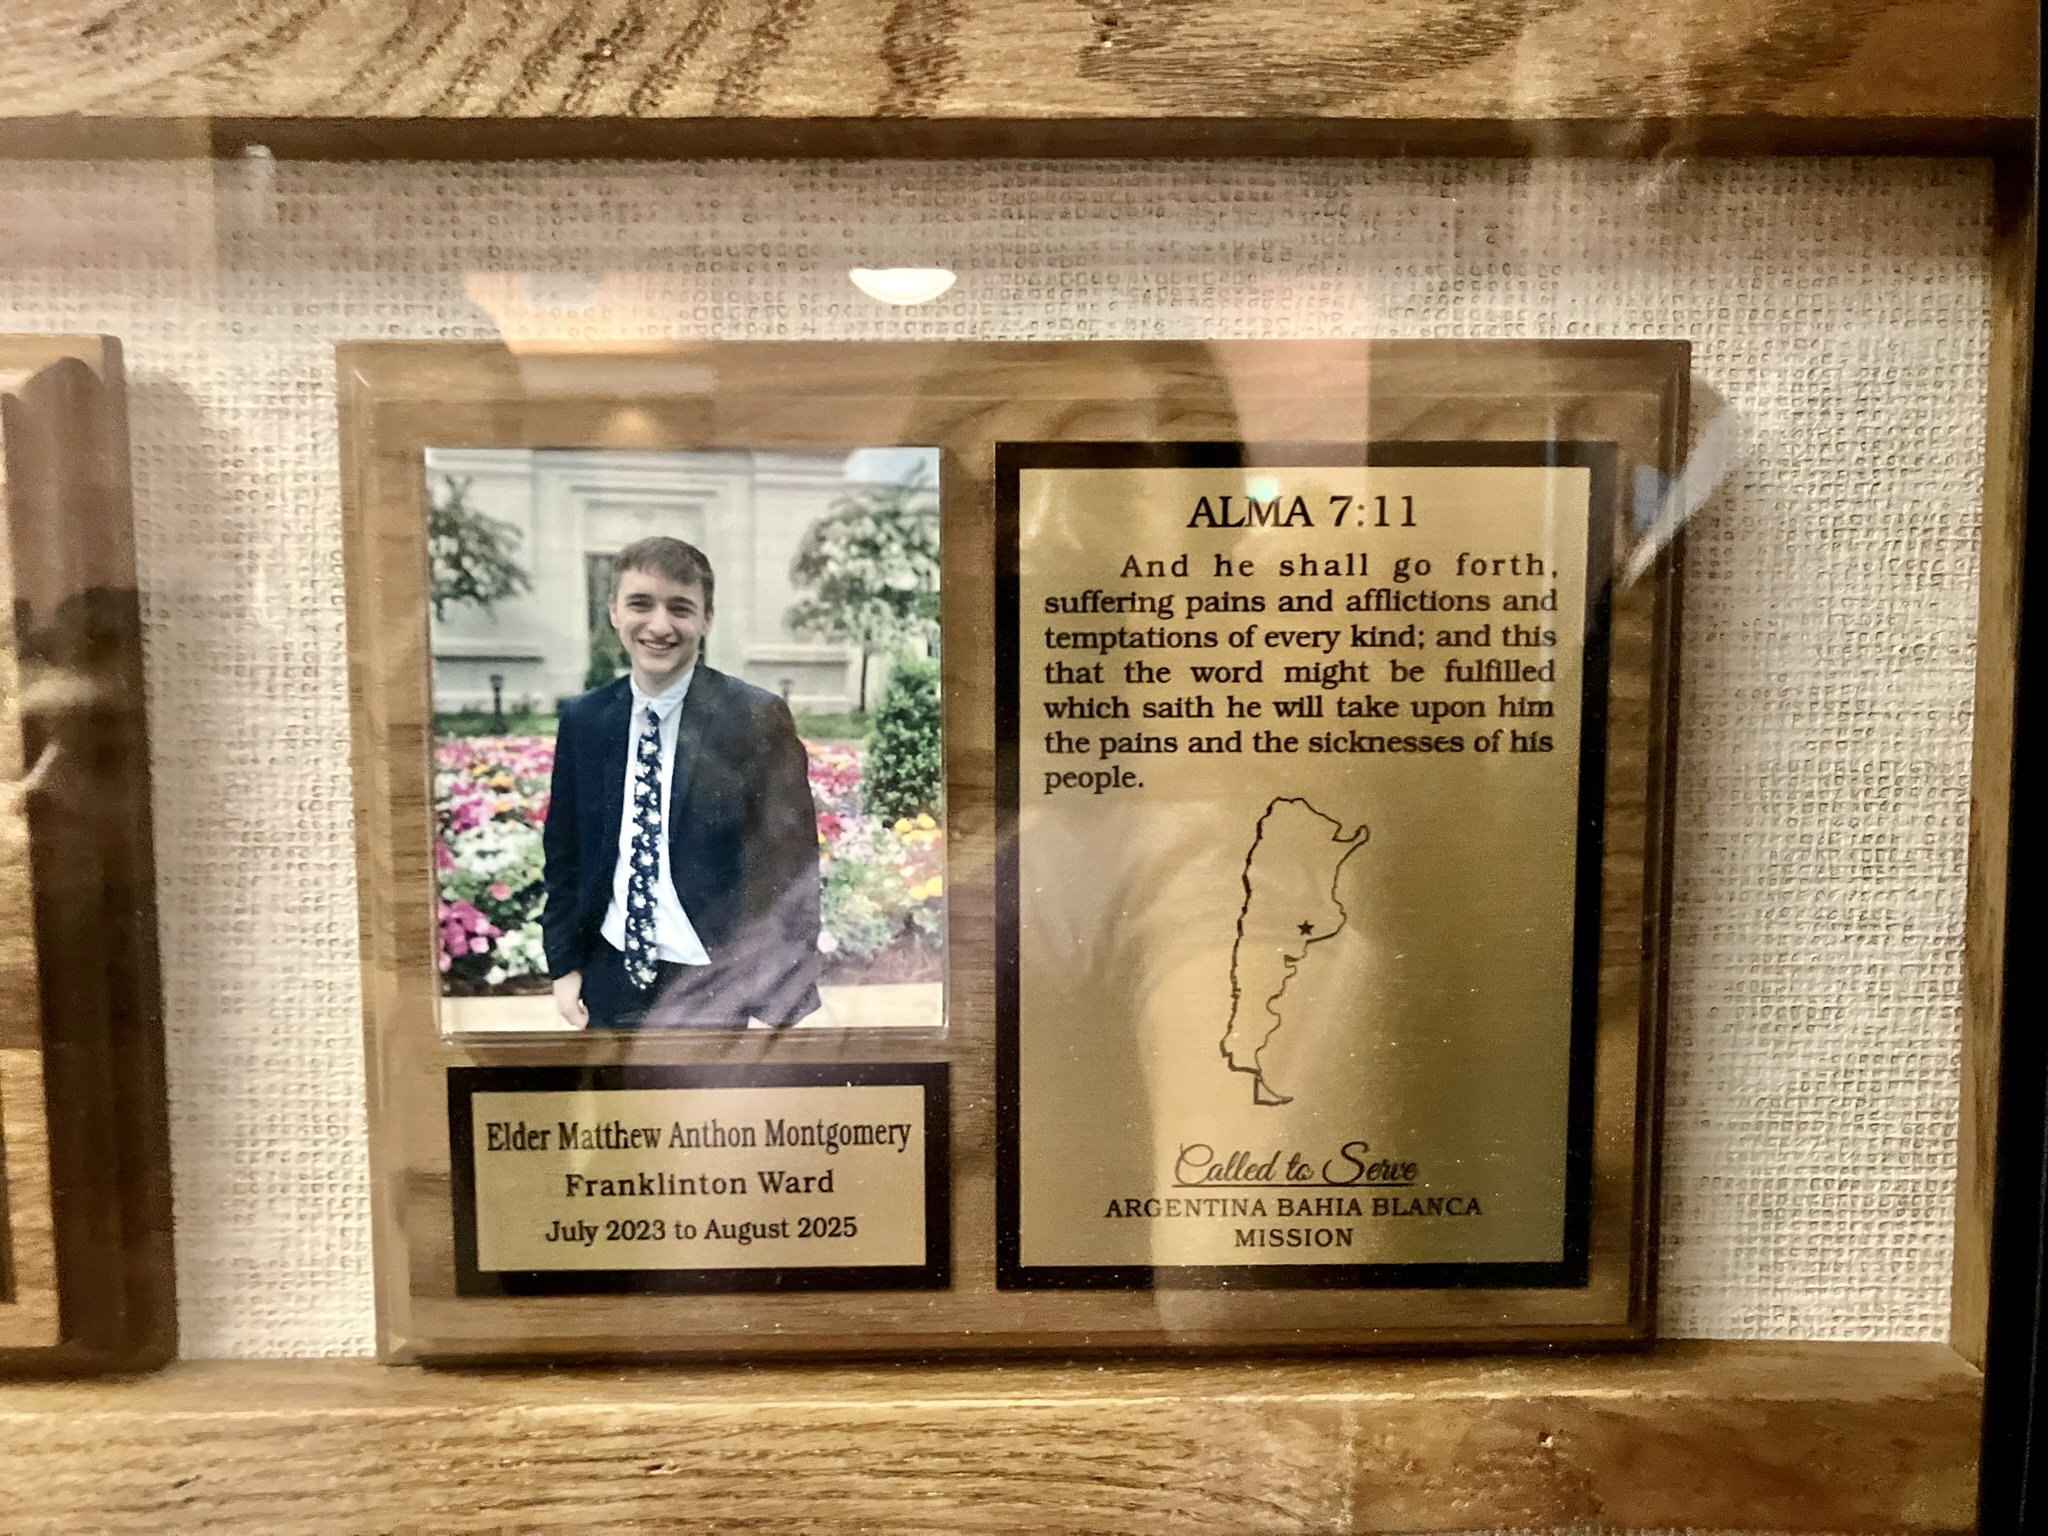 ALMA 7:11
And he shall go forth,
suffering pains and afflictions and
temptations of every kind; and this
that the word might be fulfilled
which saith he will take upon him
the pains and the sicknesses of his
people.
Called to Serve
ARGENTINA BAHIA BLANCA
MISSION
Elder Matthew Anthon Montgomery
Franklinton Ward
July 2023 to August 2025